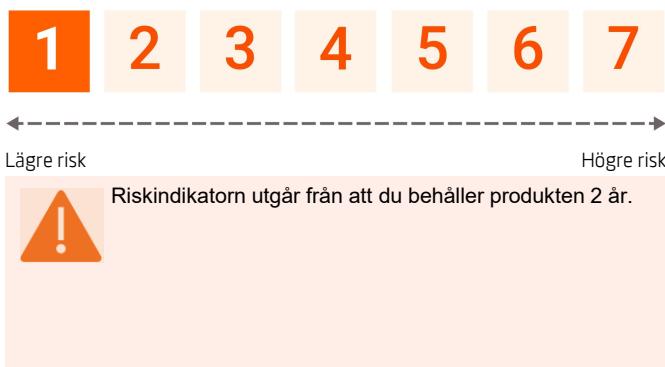 1 2 3 4 5 6 7
Lägre risk Högre risk
Riskindikatorn utgår från att du behåller produkten 2 år.